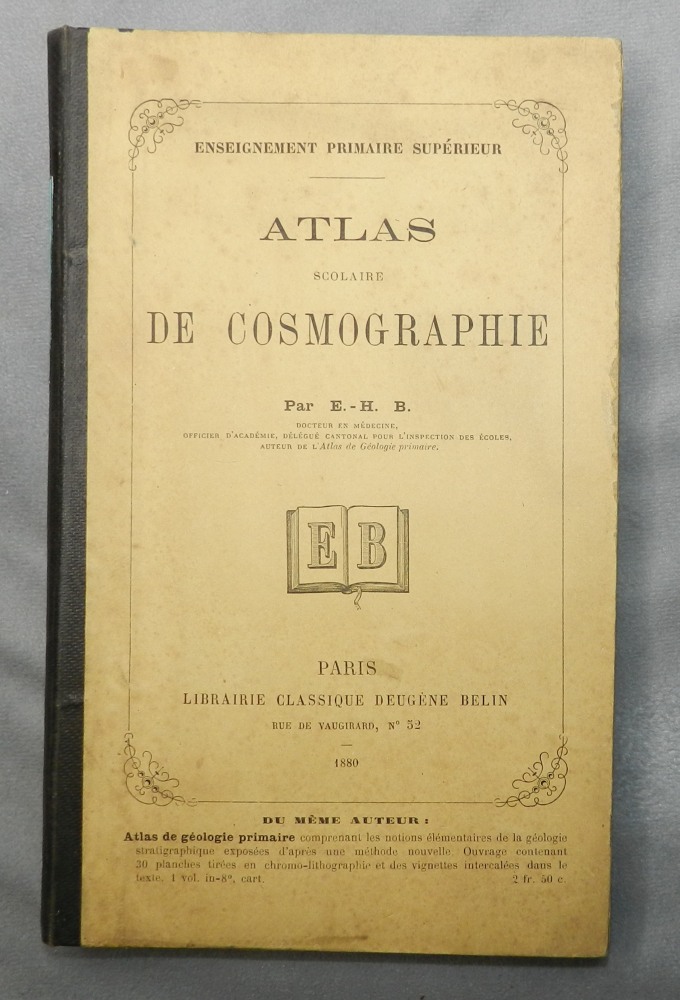 ENSEIGNEMENT PRIMAIRE SUPÉRIEUR
ATLAS
SCOLAIRE
DE COSMOGRAPHIE
Par E.-H. B.
DOCTEUR EN MÉDECINE,
OFFICIER D'ACADÉMIE, DÉLÉGUÉ CANTONAL POUR L'INSPECTION DES ÉCOLES,
AUTEUR DE L'Atlas de Géologie primaire.
E B
PARIS
LIBRAIRIE CLASSIQUE D'EUGÈNE BELIN
RUE DE VAUGIRARD, Nº 52
1880
DU MÊME AUTEUR :
Atlas de géologie primaire comprenant les notions élémentaires de la géologie
stratigraphique exposées d'après une méthode nouvelle. Ouvrage contenant
30 planches tirées en chromo-lithographie et des vignettes intercalées dans le
texte. 1 vol. in-8º, cart. 2 fr. 50 c.